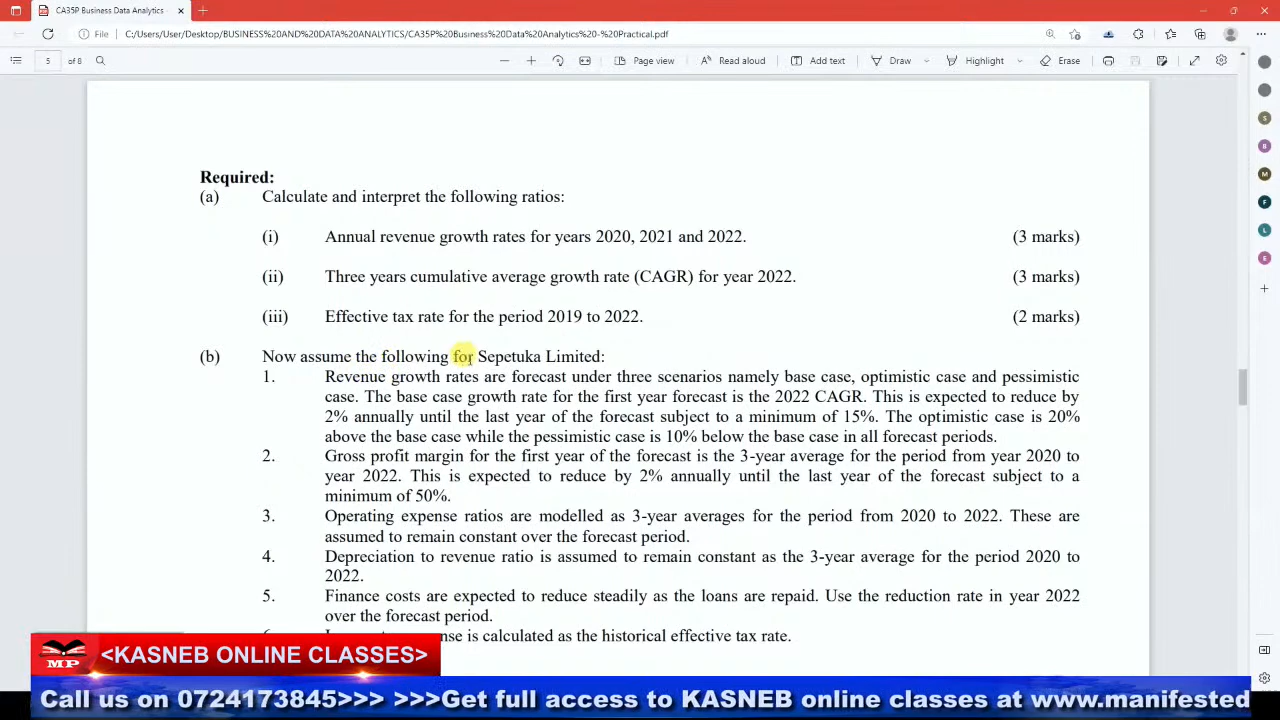 CA35P Business Data Analytics
File
C:/Users/User/Desktop/BUSINESS%20AND%20DATA%20ANALYTICS/CA35P%20Business%20Data%20Analytics%20-%20Practical.pdf
5 of 8
Page view
Read aloud
Add text
Draw
Highlight
Erase
Required:
(a) Calculate and interpret the following ratios:
(i) Annual revenue growth rates for years 2020, 2021 and 2022. (3 marks)
(ii) Three years cumulative average growth rate (CAGR) for year 2022. (3 marks)
(iii) Effective tax rate for the period 2019 to 2022. (2 marks)
(b) Now assume the following for Sepetuka Limited:
1. Revenue growth rates are forecast under three scenarios namely base case, optimistic case and pessimistic
case. The base case growth rate for the first year forecast is the 2022 CAGR. This is expected to reduce by
2% annually until the last year of the forecast subject to a minimum of 15%. The optimistic case is 20%
above the base case while the pessimistic case is 10% below the base case in all forecast periods.
2. Gross profit margin for the first year of the forecast is the 3-year average for the period from year 2020 to
year 2022. This is expected to reduce by 2% annually until the last year of the forecast subject to a
minimum of 50%.
3. Operating expense ratios are modelled as 3-year averages for the period from 2020 to 2022. These are
assumed to remain constant over the forecast period.
4. Depreciation to revenue ratio is assumed to remain constant as the 3-year average for the period 2020 to
2022.
5. Finance costs are expected to reduce steadily as the loans are repaid. Use the reduction rate in year 2022
over the forecast period.
is calculated as the historical effective tax rate.
S
B
M
F
L
E
MP
<KASNEB ONLINE CLASSES>
Call us on 0724173845>>> >>>Get full access to KASNEB online classes at www.manifested